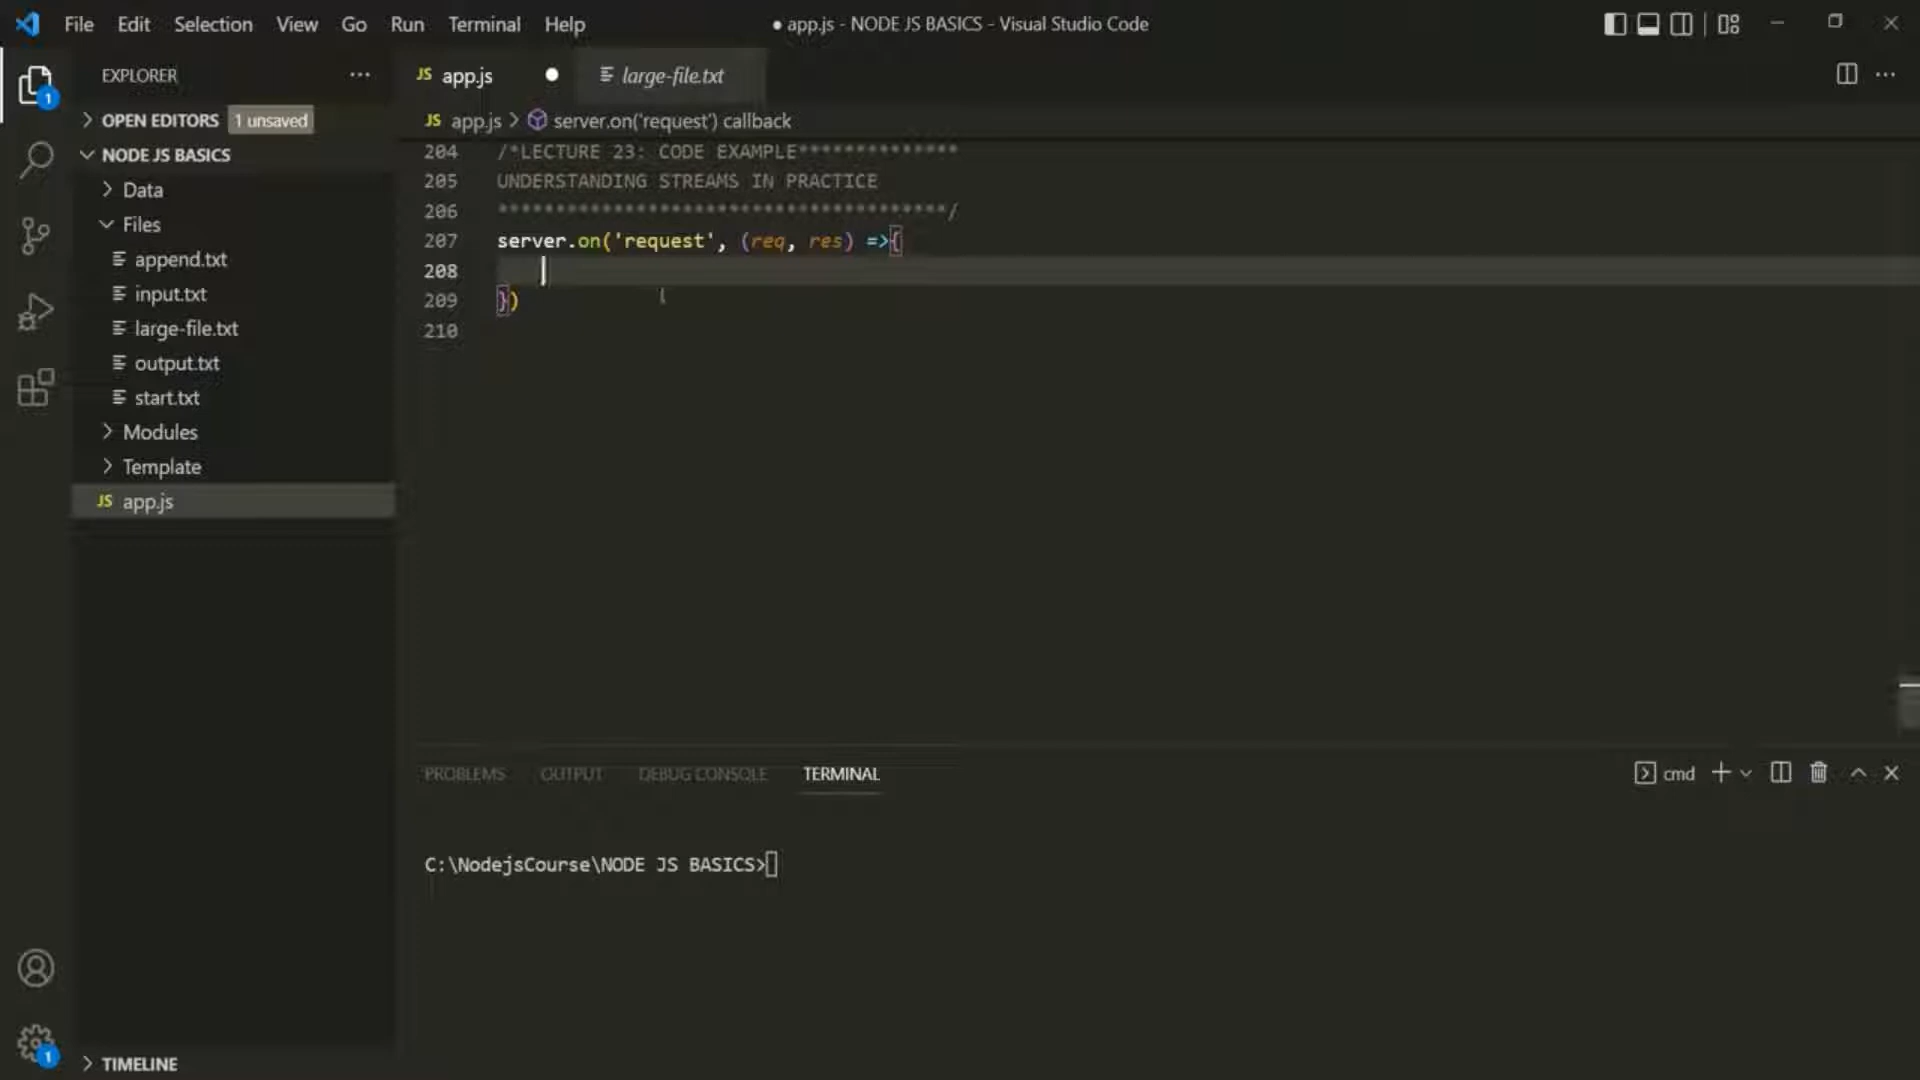 File Edit Selection View Go Run Terminal Help
● app.js - NODE JS BASICS - Visual Studio Code
EXPLORER
JS app.js
large-file.txt
1
OPEN EDITORS 1 unsaved
JS app.js > server.on('request') callback
NODE JS BASICS
Data
Files
append.txt
input.txt
large-file.txt
output.txt
start.txt
Modules
Template
JS app.js
204 /*LECTURE 23: CODE EXAMPLE**************
205 UNDERSTANDING STREAMS IN PRACTICE
206 ***************************************/
207 server.on('request', (req, res) =>{
208
209 })
210
PROBLEMS OUTPUT DEBUG CONSOLE TERMINAL
cmd
C:\NodejsCourse\NODE JS BASICS>
1
TIMELINE